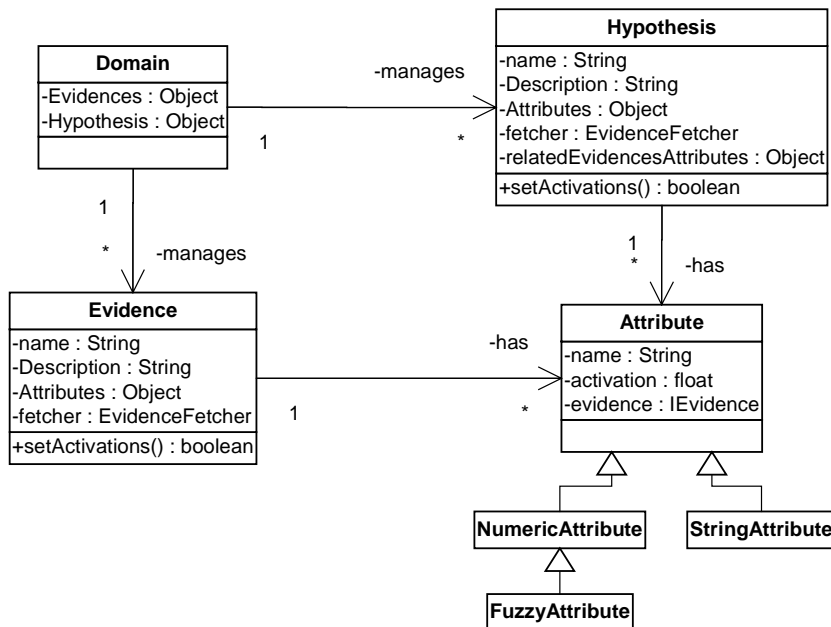 Domain
-Evidences : Object
-Hypothesis : Object
-manages
1
*
Hypothesis
-name : String
-Description : String
-Attributes : Object
-fetcher : EvidenceFetcher
-relatedEvidencesAttributes : Object
+setActivations() : boolean
1
*
-manages
1
*
-has
Evidence
-name : String
-Description : String
-Attributes : Object
-fetcher : EvidenceFetcher
+setActivations() : boolean
-has
1
*
Attribute
-name : String
-activation : float
-evidence : IEvidence
NumericAttribute
StringAttribute
FuzzyAttribute